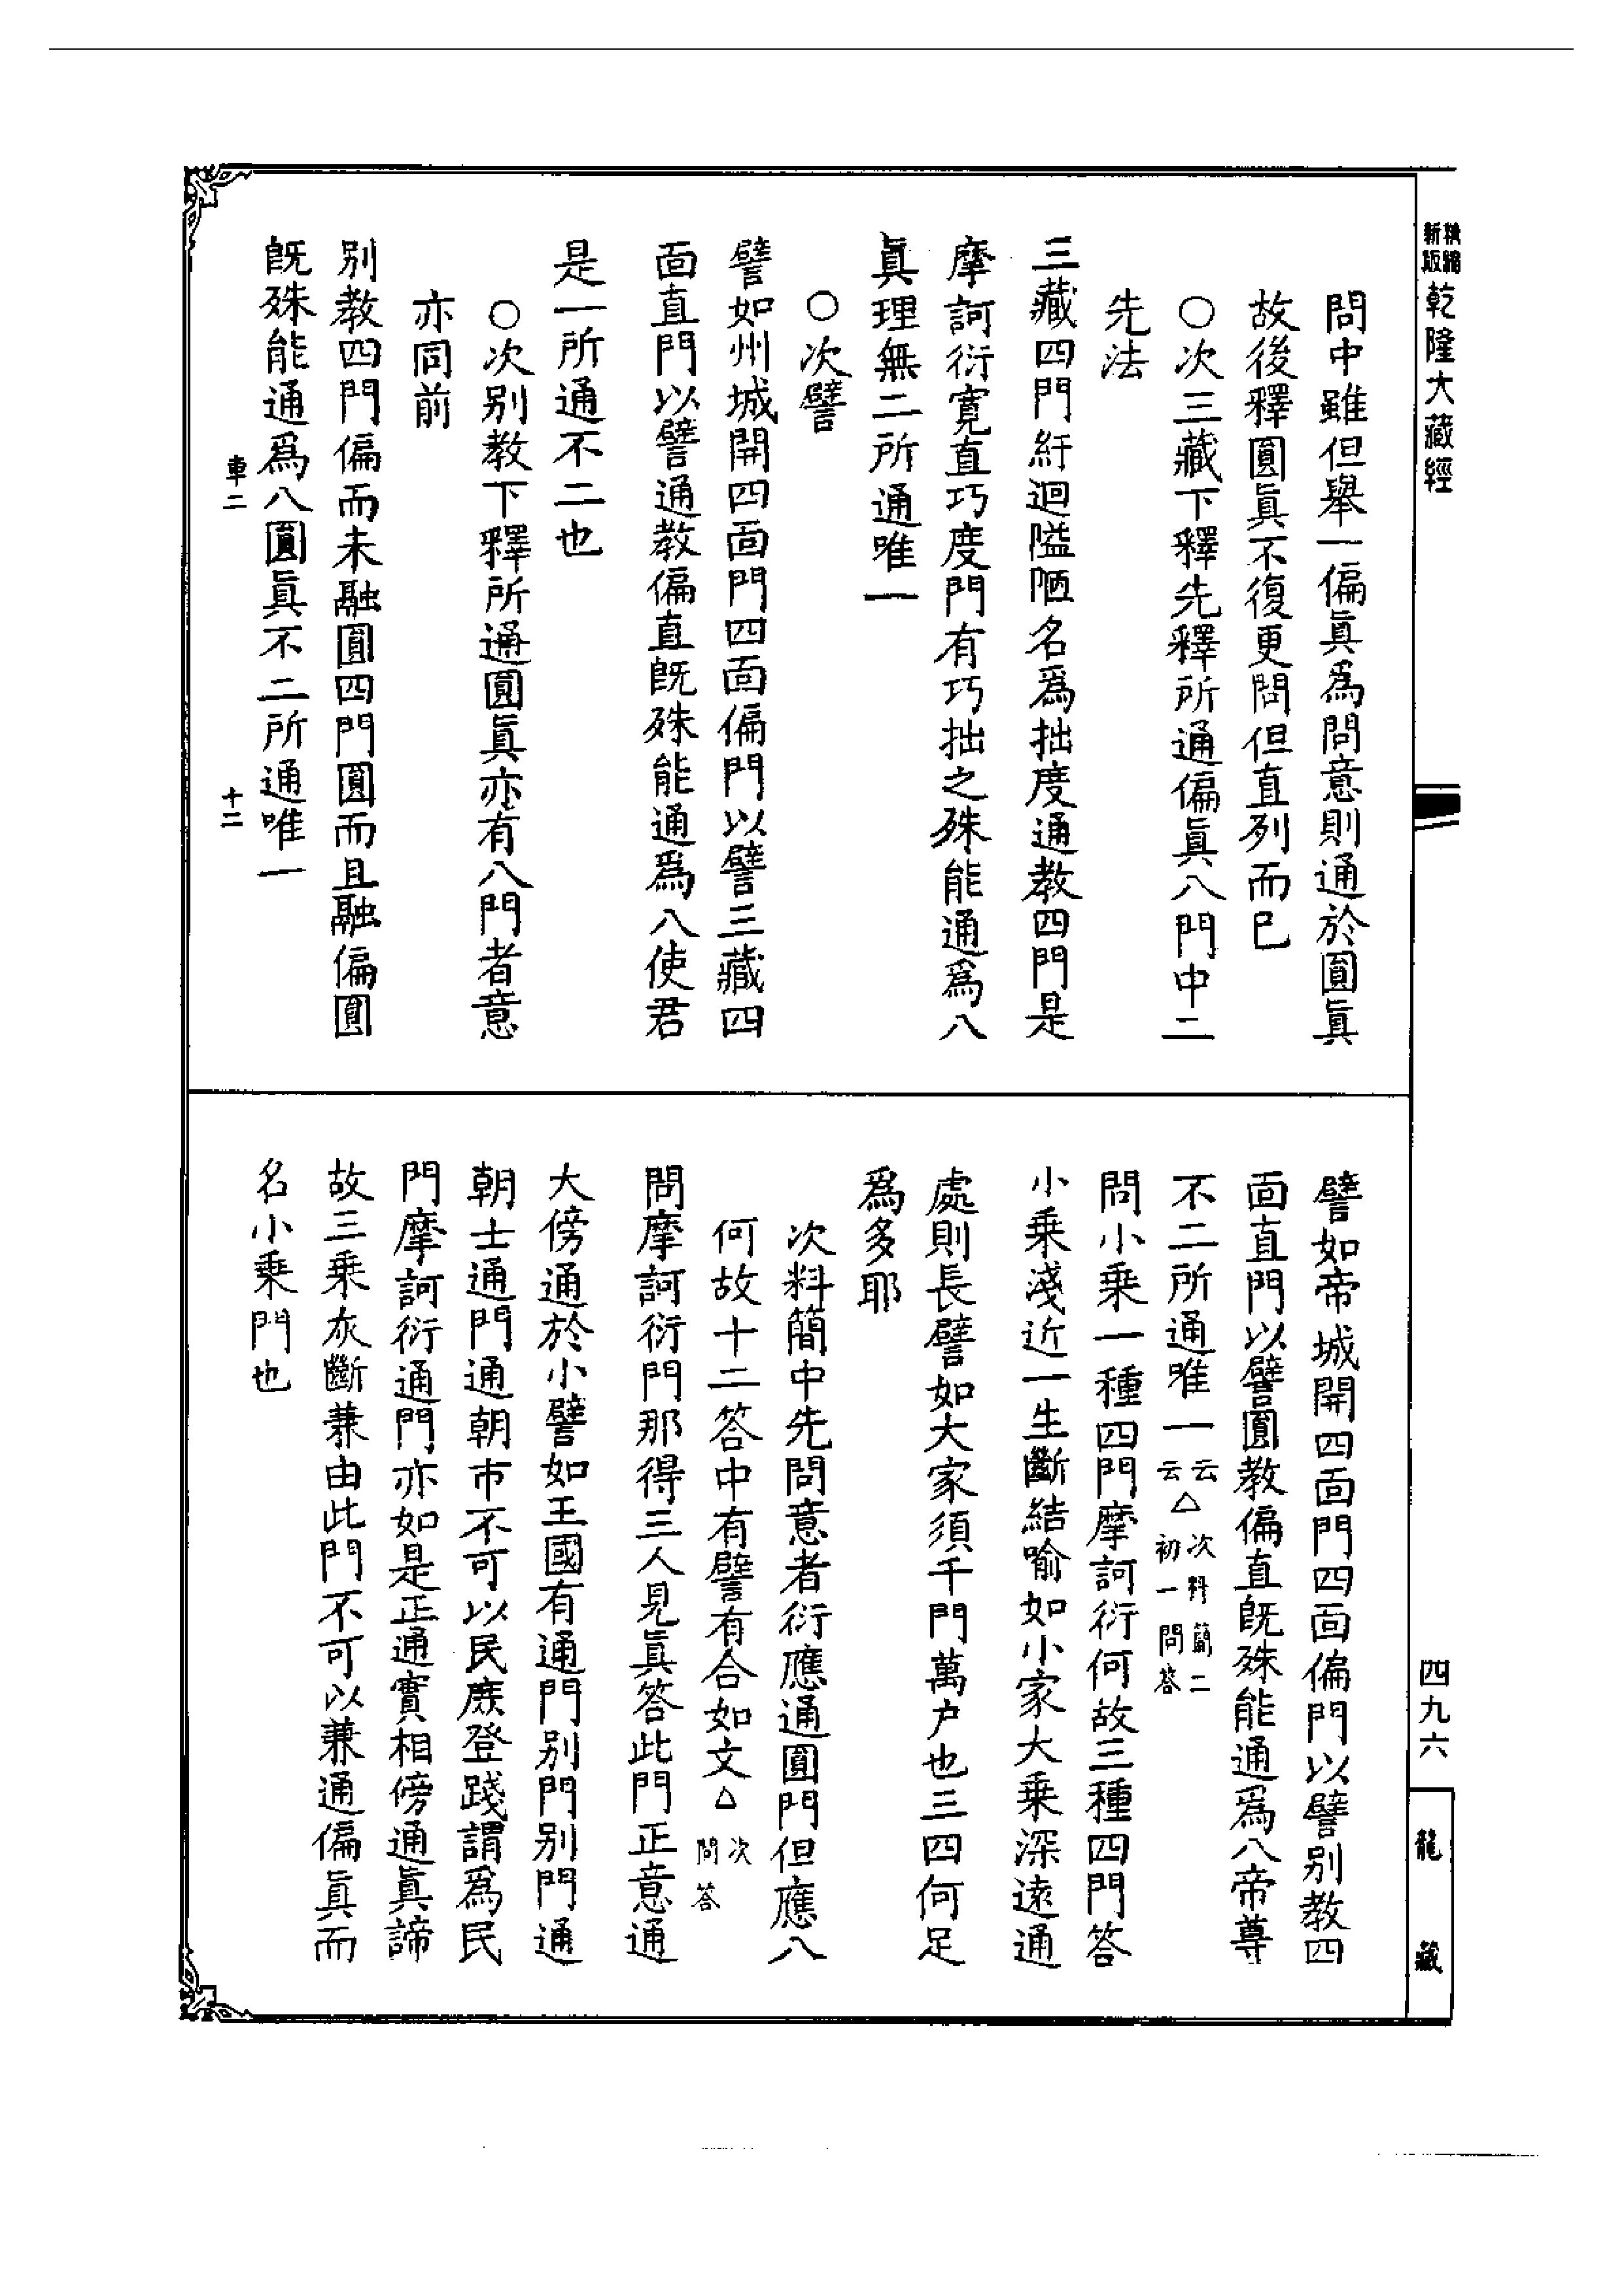 新版
精縮
乾隆大藏經
問中雖但舉一偏眞爲問意則通於圓眞
故後釋圓眞不復更問但直列而已
○次三藏下釋先釋所通偏眞八門中二
先法
三藏四門紆迴隘陋名爲拙度通教四門是
摩訶衍寛直巧度門有巧拙之殊能通爲八
眞理無二所通唯一
○次譬
譬如州城開四面門四面偏門以譬三藏四
面直門以譬通教偏直旣殊能通爲八使君
是一所通不二也
○次別教下釋所通圓眞亦有八門者意
亦同前
別教四門偏而未融圓四門圓而且融偏圓
旣殊能通爲八圓眞不二所通唯一
車二
十二
譬如帝城開四面門四面偏門以譬別教四
面直門以譬圓教偏直旣殊能通爲八帝尊
不二所通唯一云云△次料簡二初一問答
問小乘一種四門摩訶衍何故三種四門答
小乘淺近一生斷結喻如小家大乘深遠通
處則長譬如大家須千門萬户也三四何足
爲多耶
次料簡中先問意者衍應通圓門但應八
何故十二答中有譬有合如文△次問答
問摩訶衍門那得三人見眞答此門正意通
大傍通於小譬如王國有通門別門別門通
朝士通門通朝市不可以民庶登踐謂爲民
門摩訶衍通門亦如是正通實相傍通眞諦
故三乘灰斷兼由此門不可以兼通偏眞而
名小乘門也
四九六
龍藏